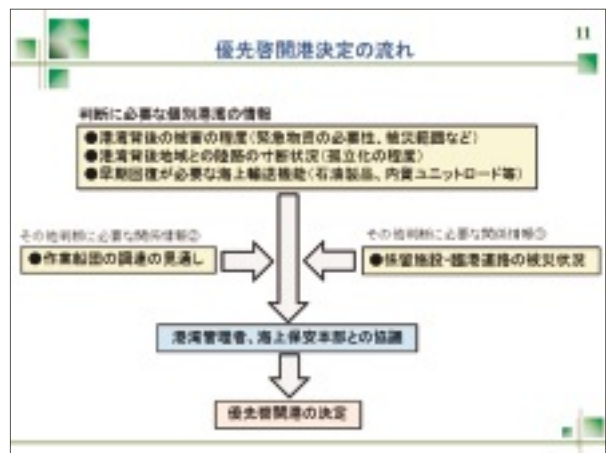 11
優先啓開港決定の流れ
判断に必要な個別港湾の情報
●港湾背後の被害の程度(緊急物資の必要性、被災範囲など)
●港湾背後地域との陸路の寸断状況(孤立化の程度)
●早期回復が必要な海上輸送機能(石油製品、内貿ユニットロード等)
その他判断に必要な関係情報②
●作業船団の調達の見通し
その他判断に必要な関係情報①
●係留施設・臨港道路の被災状況
港湾管理者、海上保安本部との協議
優先啓開港の決定